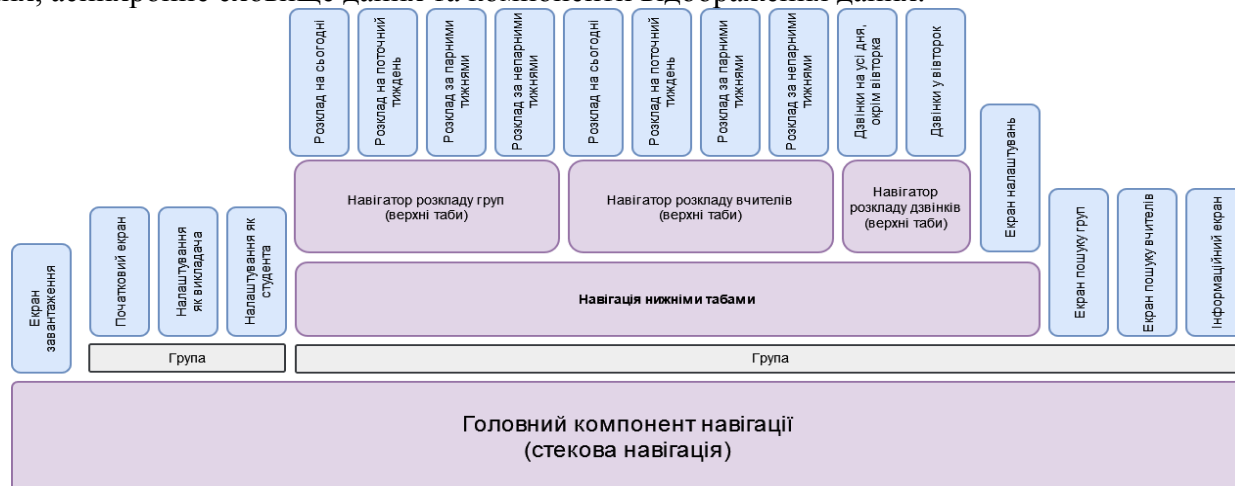 Розклад на сьогодні
Розклад на поточний
тиждень
Розклад за парними
тижнями
Розклад за непарними
тижнями
Розклад на сьогодні
Розклад на поточний
тиждень
Розклад за парними
тижнями
Розклад за непарними
тижнями
Дзвінки на усі дня,
окрім вівторка
Дзвінки у вівторок
Екран налаштувань
Навігатор розкладу груп
(верхні таби)
Навігатор розкладу вчителів
(верхні таби)
Навігатор
розкладу дзвінків
(верхні таби)
Екран
завантаження
Початковий екран
Налаштування
як викладача
Налаштування як
студента
Навігація нижніми табами
Екран пошуку груп
Екран пошуку вчителів
Інформаційний екран
Група
Група
Головний компонент навігації
(стекова навігація)